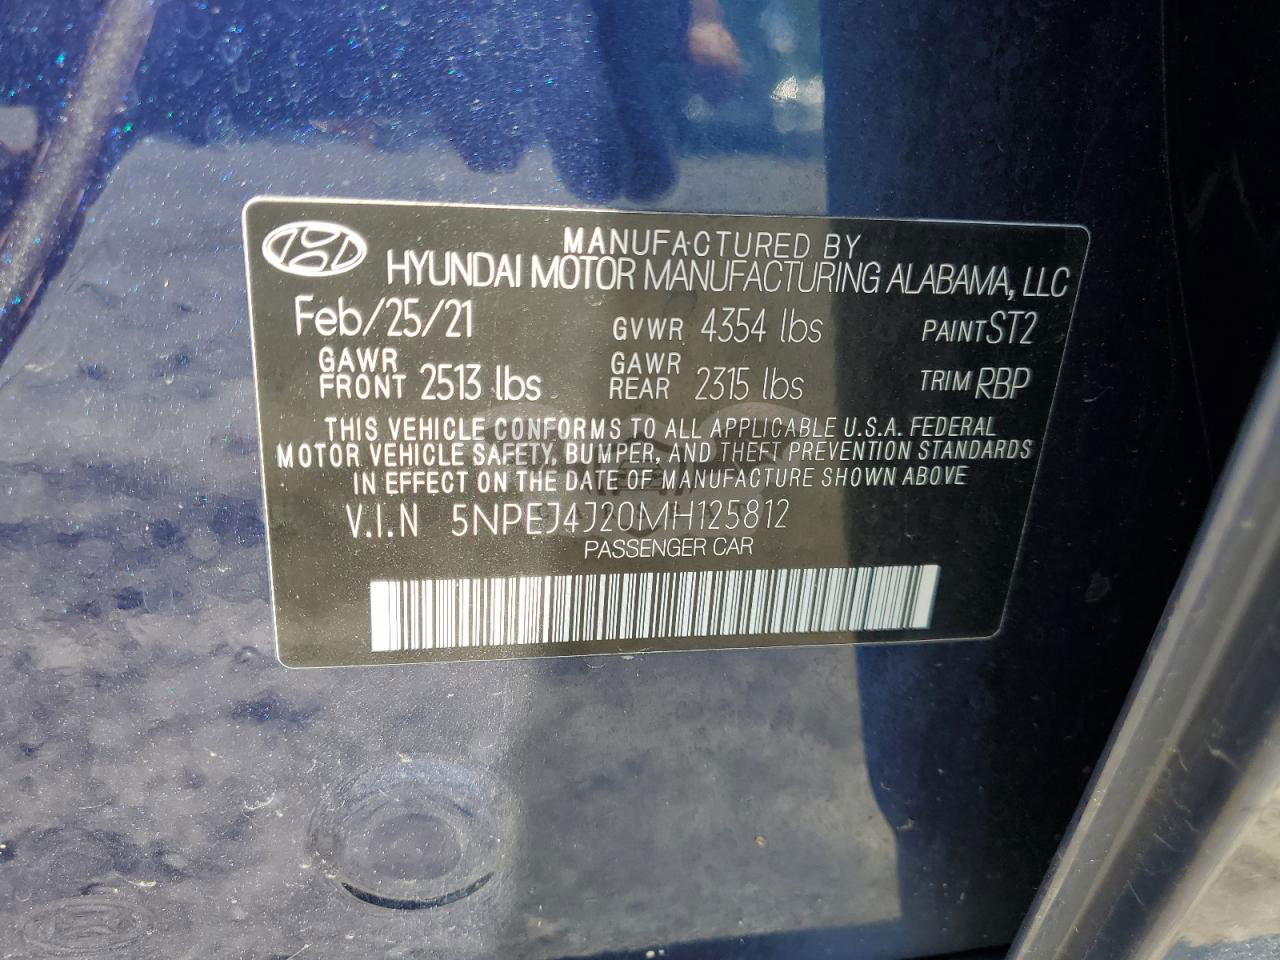 MANUFACTURED BY
HYUNDAI MOTOR MANUFACTURING ALABAMA, LLC
Feb/25/21 GVWR 4354 lbs PAINT ST2
GAWR FRONT 2513 lbs GAWR REAR 2315 lbs TRIM RBP
THIS VEHICLE CONFORMS TO ALL APPLICABLE U.S.A. FEDERAL
MOTOR VEHICLE SAFETY, BUMPER, AND THEFT PREVENTION STANDARDS
IN EFFECT ON THE DATE OF MANUFACTURE SHOWN ABOVE
V.I.N 5NPEJ4J20MH125812
PASSENGER CAR